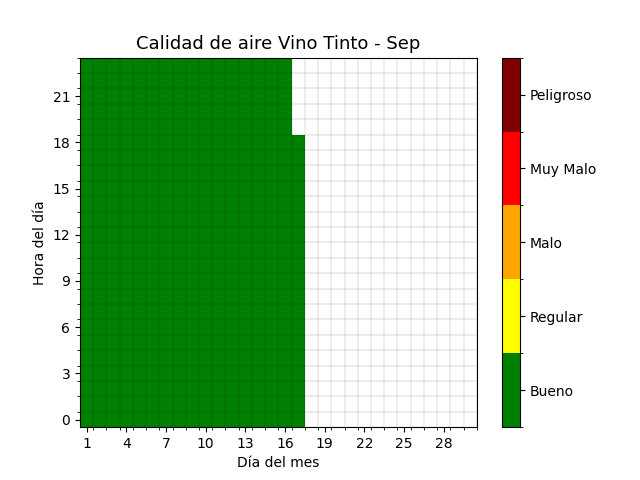 Calidad de aire Vino Tinto - Sep
Hora del día
21
18
15
12
9
6
3
0
1 4 7 10 13 16 19 22 25 28
Día del mes
Peligroso
Muy Malo
Malo
Regular
Bueno